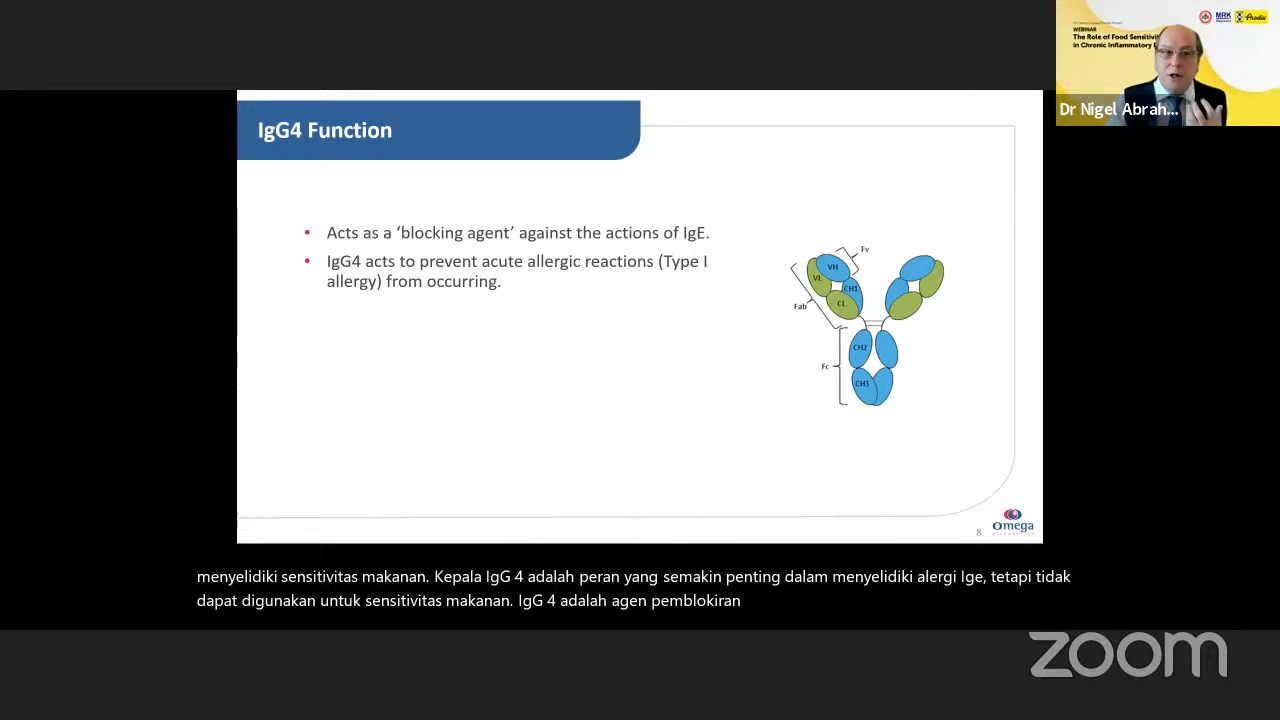 WEBINAR
The Role of Food Sensitivi
in Chronic Inflammatory
MRK
Prodia
Dr Nigel Abrah...
IgG4 Function
• Acts as a ‘blocking agent’ against the actions of IgE.
• IgG4 acts to prevent acute allergic reactions (Type I
allergy) from occurring.
Fv
VH
VL
CH1
CL
Fab
CH2
Fc
CH3
8
Omega
menyelidiki sensitivitas makanan. Kepala IgG 4 adalah peran yang semakin penting dalam menyelidiki alergi Ige, tetapi tidak
dapat digunakan untuk sensitivitas makanan. IgG 4 adalah agen pemblokiran
zoom